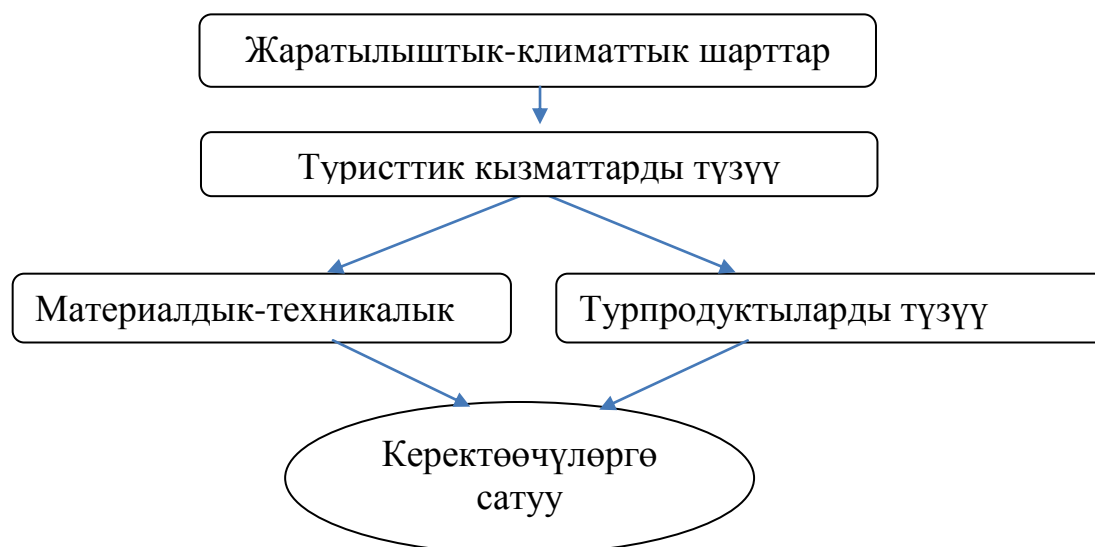 Жаратылыштык-климаттык шарттар
Туристтик кызматтарды түзүү
Материалдык-техникалык
Турпродуктыларды түзүү
Керектөөчүлөргө
сатуу